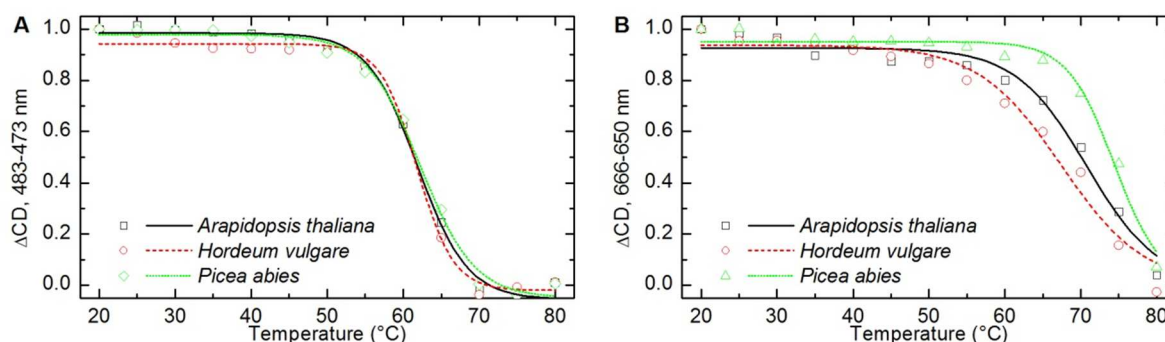 A
ΔCD, 483-473 nm
1.0
0.8
0.6
0.4
0.2
0.0
Arapidopsis thaliana
Hordeum vulgare
Picea abies
20 30 40 50 60 70 80
Temperature (°C)
B
ΔCD, 666-650 nm
1.0
0.8
0.6
0.4
0.2
0.0
Arapidopsis thaliana
Hordeum vulgare
Picea abies
20 30 40 50 60 70 80
Temperature (°C)